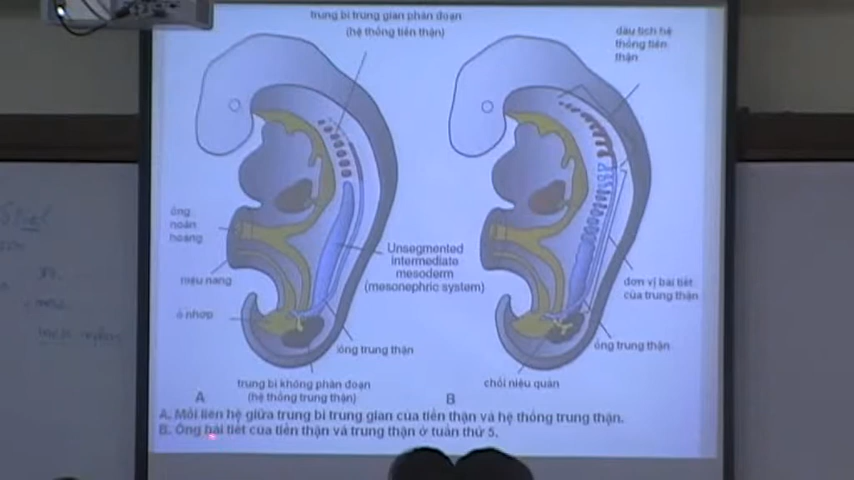 trung bì trung gian phân đoạn
(hệ thống tiền thận)
dấu tích hệ
thống tiền
thận
ống
noãn
hoàng
niệu nang
ổ nhớp
Unsegmented
intermediate
mesoderm
(mesonephric system)
đơn vị bài tiết
của trung thận
ống trung thận
ống trung thận
trung bì không phân đoạn
(hệ thống trung thận)
chồi niệu quản
A
B
A. Mối liên hệ giữa trung bì trung gian của tiền thận và hệ thống trung thận.
B. Ống bài tiết của tiền thận và trung thận ở tuần thứ 5.